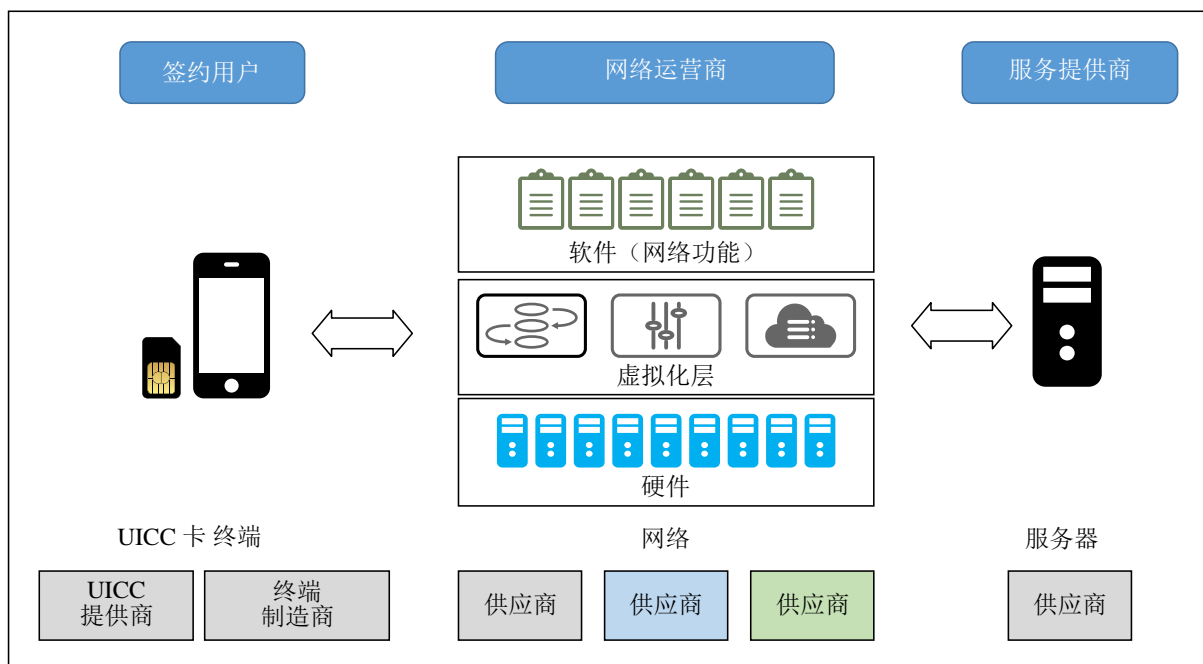 签约用户
网络运营商
服务提供商
软件（网络功能）
虚拟化层
硬件
UICC 卡 终端
网络
服务器
UICC
提供商
终端
制造商
供应商
供应商
供应商
供应商